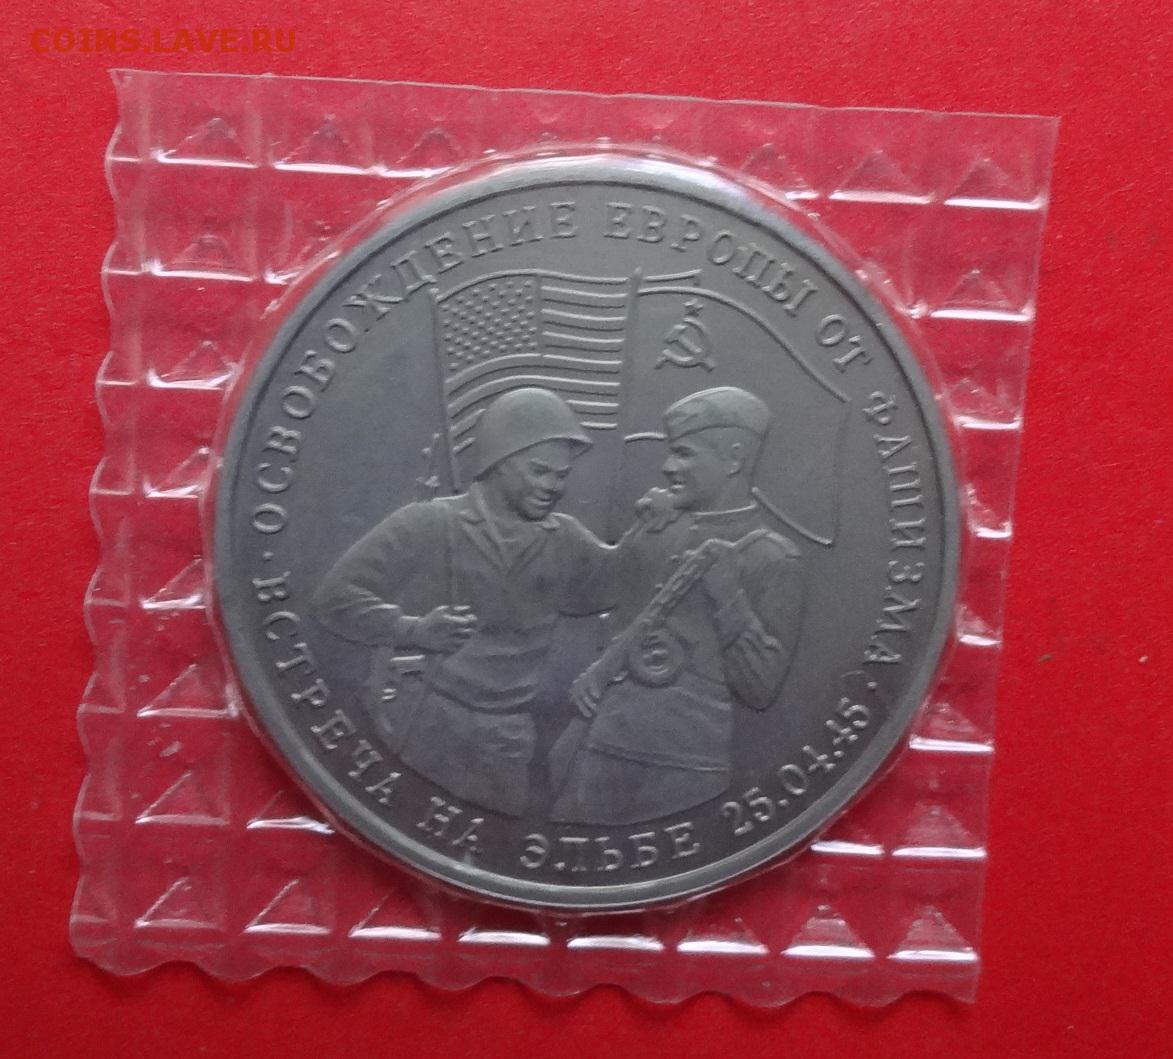 COINS.LAVE.RU
ОСВОБОЖДЕНИЕ ЕВРОПЫ ОТ ФАШИЗМА.
ВСТРЕЧА НА ЭЛЬБЕ 25.04.45